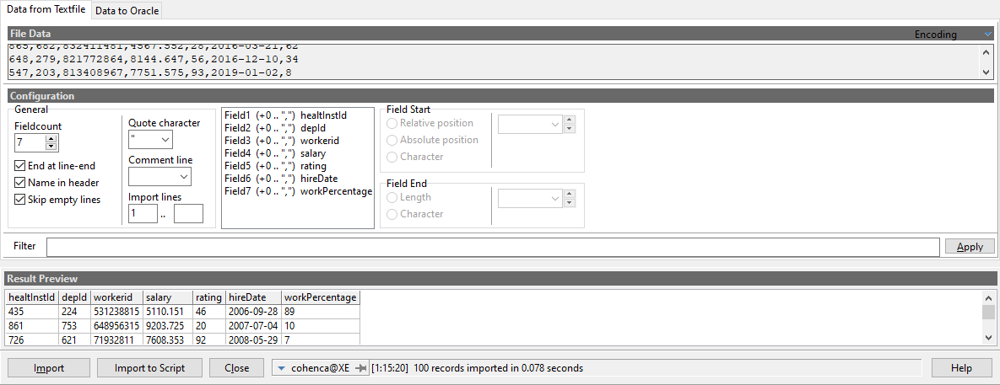 Data from Textfile Data to Oracle
File Data Encoding
865,682,832411481,4567.552,28,2016-03-21,62
648,279,821772864,8144.647,56,2016-12-10,34
547,203,813408967,7751.575,93,2019-01-02,8
Configuration
General
Fieldcount
7
End at line-end
Name in header
Skip empty lines
Quote character
"
Comment line
Import lines
1 ..
Field1 (+0 .. ",") healtInstId
Field2 (+0 .. ",") depId
Field3 (+0 .. ",") workerid
Field4 (+0 .. ",") salary
Field5 (+0 .. ",") rating
Field6 (+0 .. ",") hireDate
Field7 (+0 .. ",") workPercentage
Field Start
Relative position
Absolute position
Character
Field End
Length
Character
Filter Apply
Result Preview
healtInstId depId workerid salary rating hireDate workPercentage
435 224 531238815 5110.151 46 2006-09-28 89
861 753 648956315 9203.725 20 2007-07-04 10
726 621 71932811 7608.353 92 2008-05-29 7
Import Import to Script Close cohenca@XE [1:15:20] 100 records imported in 0.078 seconds Help